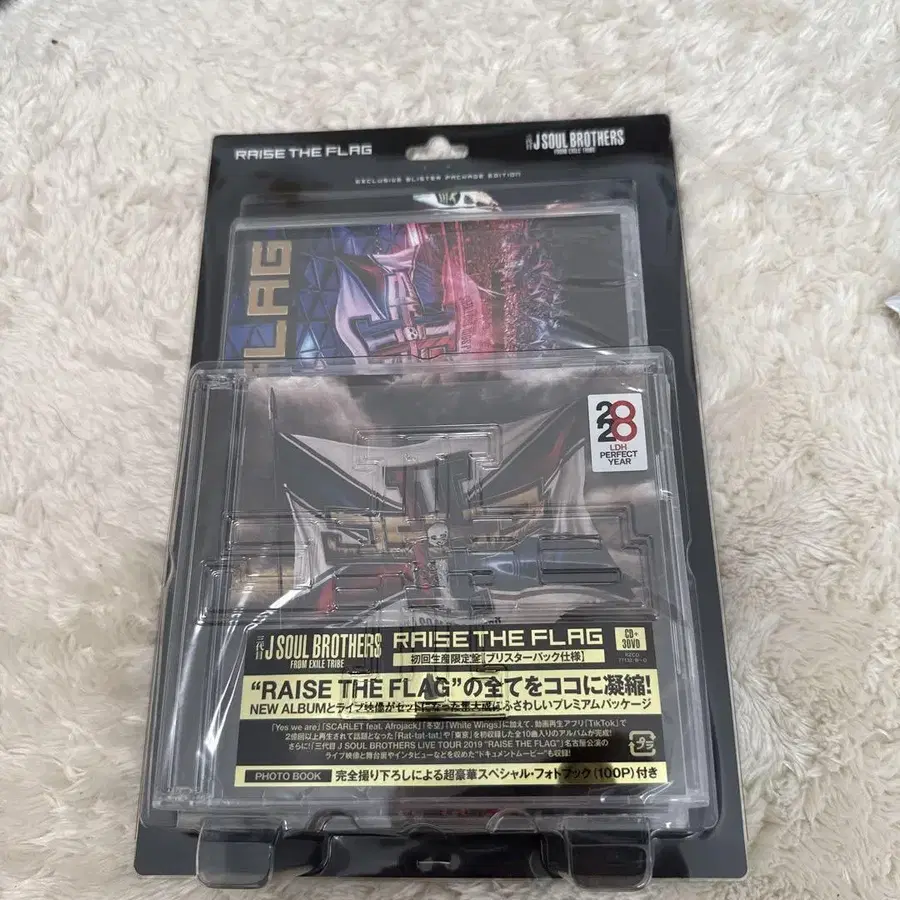 RAISE THE FLAG
三代目 J SOUL BROTHERS
FROM EXILE TRIBE
EXCLUSIVE BLISTER PACKAGE EDITION
FLAG
2028
LDH
PERFECT
YEAR
三代目 J SOUL BROTHERS
FROM EXILE TRIBE
RAISE THE FLAG
初回生産限定盤[ブリスターパック仕様]
CD+
3DVD
“RAISE THE FLAG”の全てをココに凝縮!
NEW ALBUMとライブ映像がセットになった集大成にふさわしいプレミアムパッケージ
「Yes we are」「SCARLET feat. Afrojack」「冬空」「White Wings」に加えて、動画再生アプリ「TikTok」で
2億回以上再生されて話題となった「Rat-tat-tat」や「東京」を初収録した全10曲入りのアルバムが完成!
さらに!「三代目 J SOUL BROTHERS LIVE TOUR 2019 “RAISE THE FLAG”」名古屋公演の
ライブ映像と舞台裏やインタビューなどを収めた“ドキュメントムービー”も収録!
プラ
PHOTO BOOK
完全撮り下ろしによる超豪華スペシャル・フォトブック(100P)付き